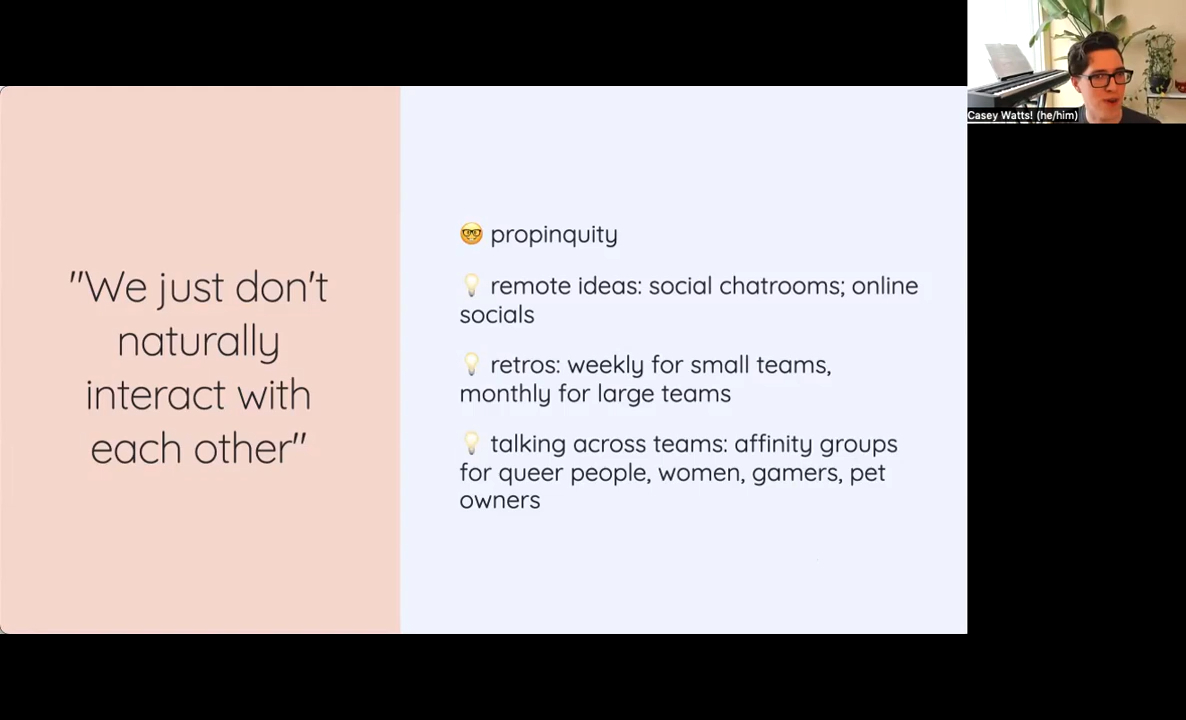 "We just don't
naturally
interact with
each other"
🤓 propinquity
💡 remote ideas: social chatrooms; online
socials
💡 retros: weekly for small teams,
monthly for large teams
💡 talking across teams: affinity groups
for queer people, women, gamers, pet
owners
Casey Watts! (he/him)